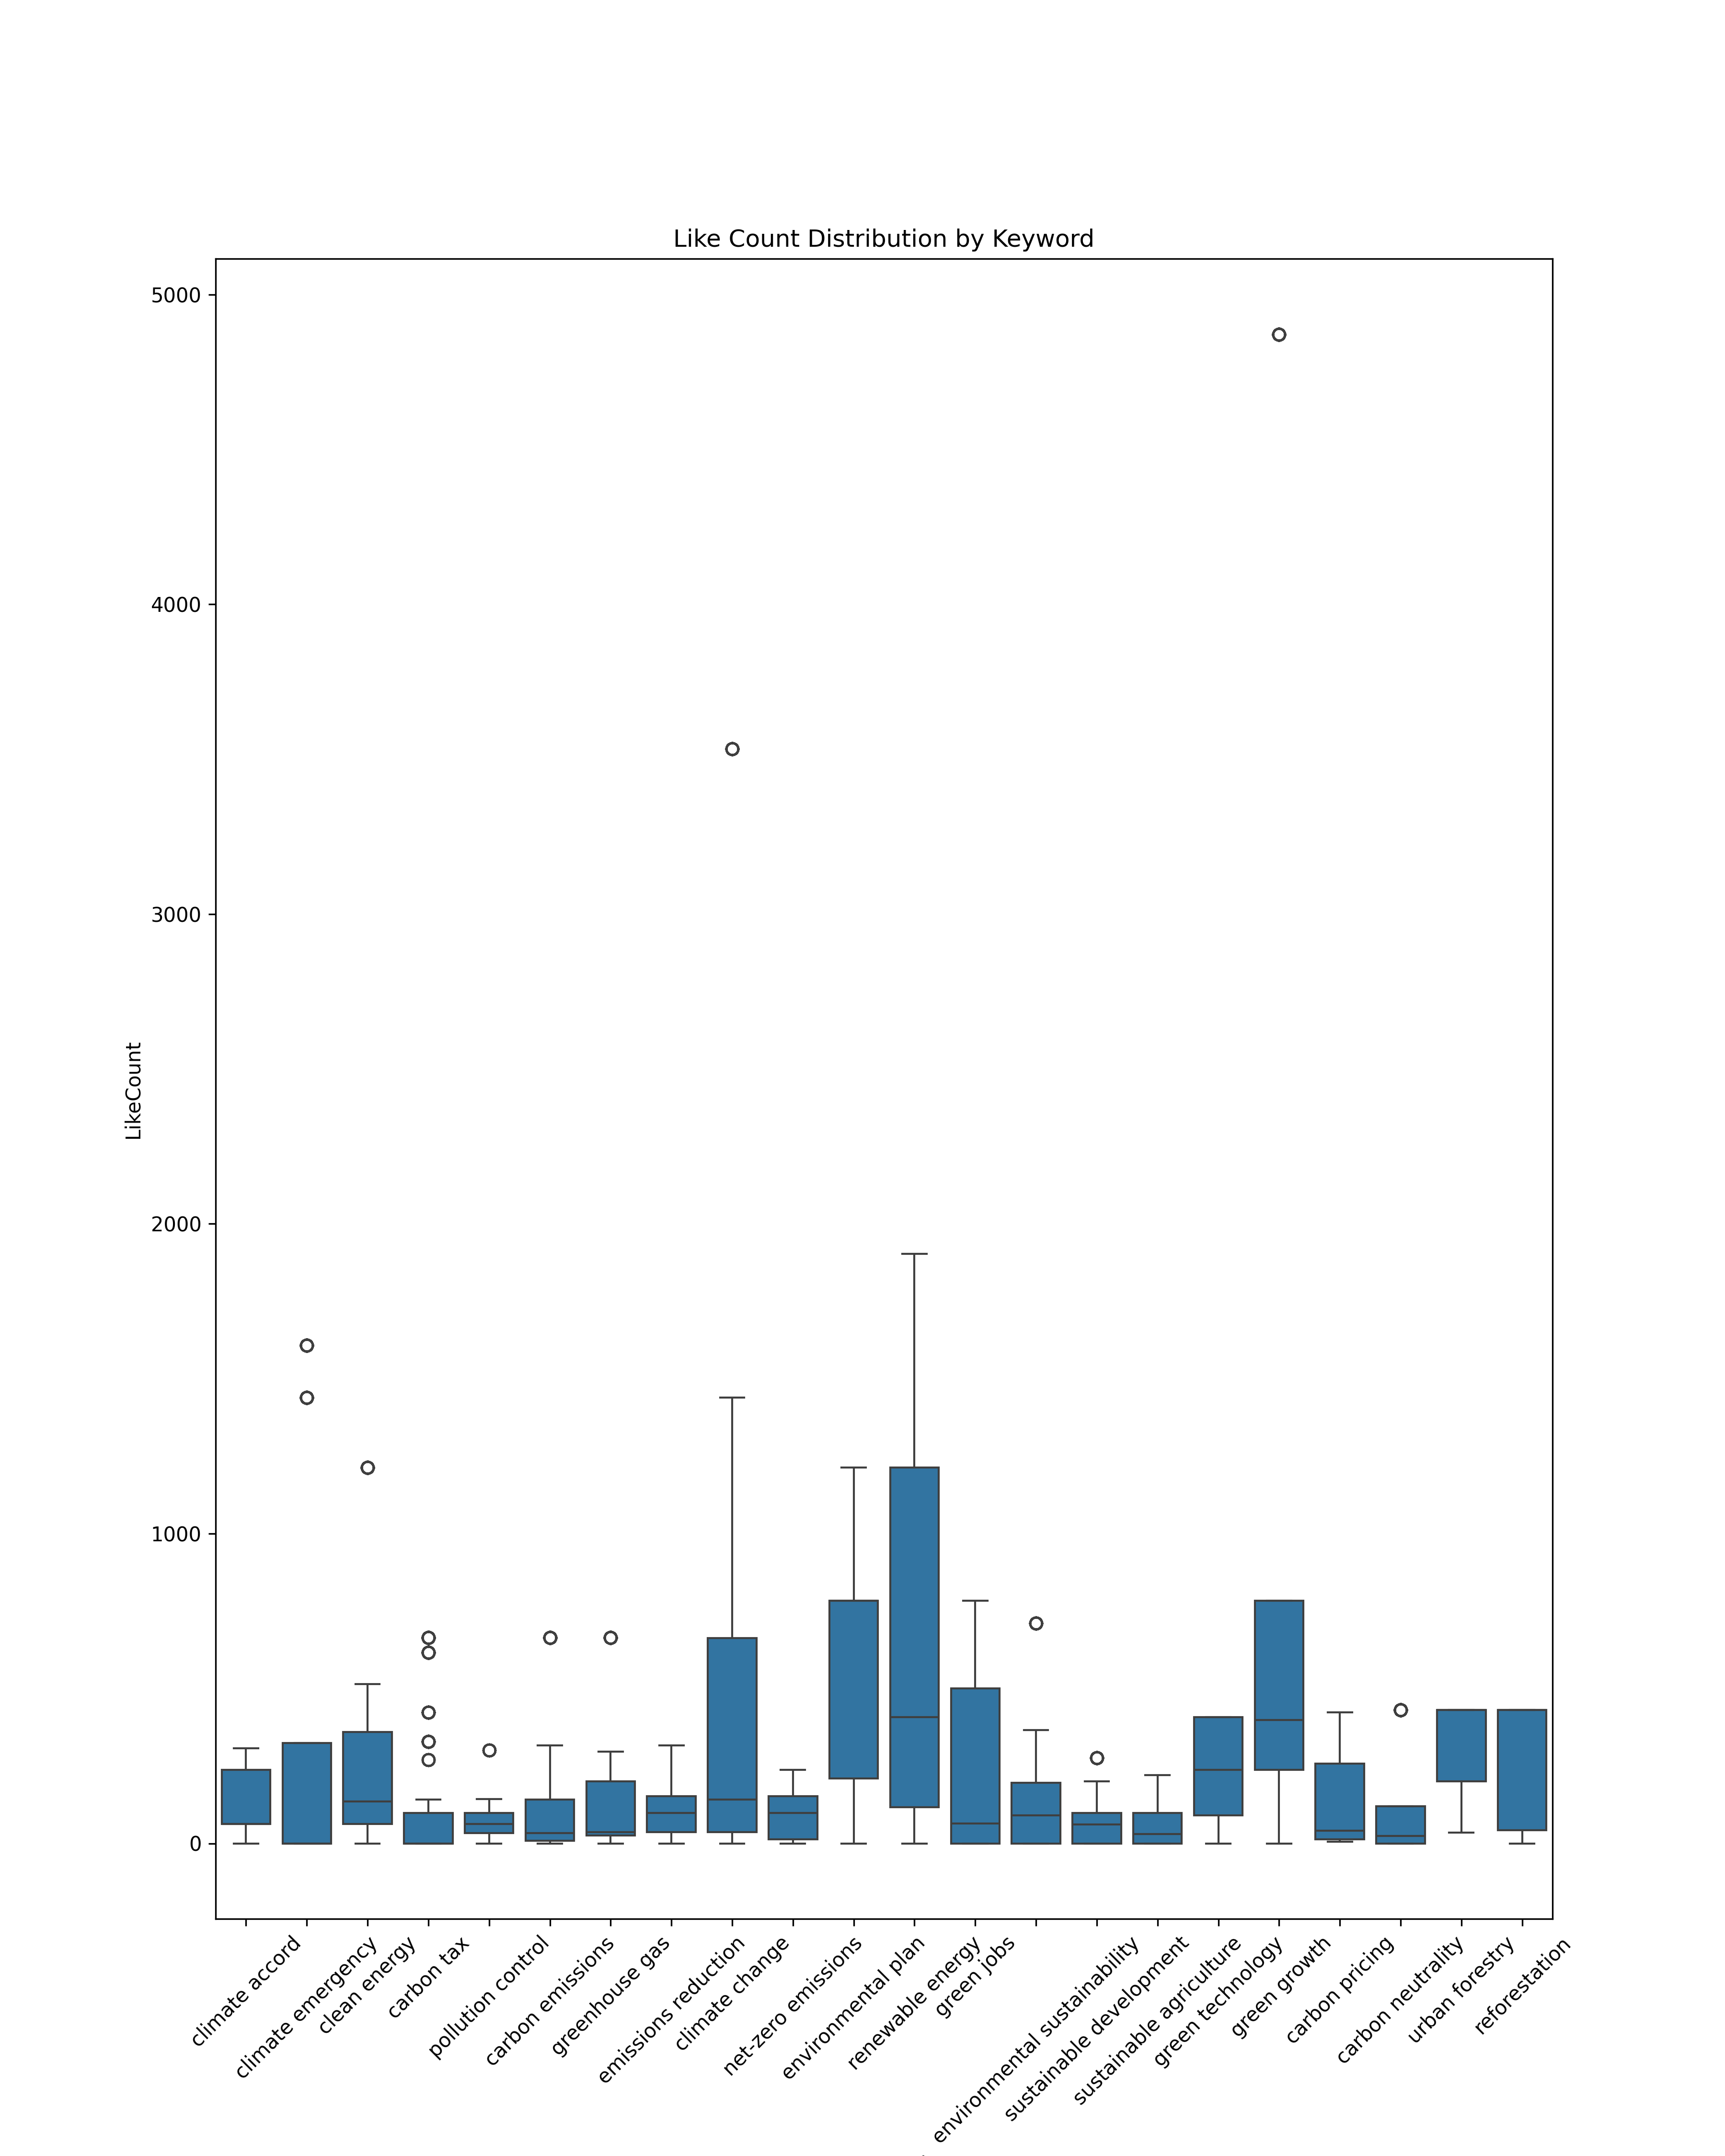 Like Count Distribution by Keyword
5000
4000
3000
2000
1000
0
LikeCount
climate accord
climate emergency
clean energy
carbon tax
pollution control
carbon emissions
greenhouse gas
emissions reduction
climate change
net-zero emissions
environmental plan
renewable energy
green jobs
environmental sustainability
sustainable development
sustainable agriculture
green technology
green growth
carbon pricing
carbon neutrality
urban forestry
reforestation